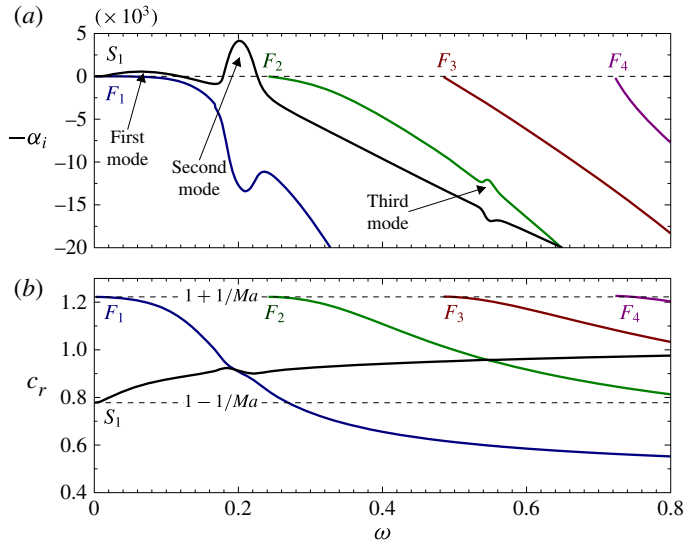 (a)
(× 10³)
5
0
−5
−10
−15
−20
−αᵢ
S₁
F₁
F₂
F₃
F₄
First
mode
Second
mode
Third
mode
(b)
1.2
1.0
0.8
0.6
0.4
cᵣ
1 + 1/Ma
F₁
F₂
F₃
F₄
1 − 1/Ma
S₁
0
0.2
0.4
0.6
0.8
ω